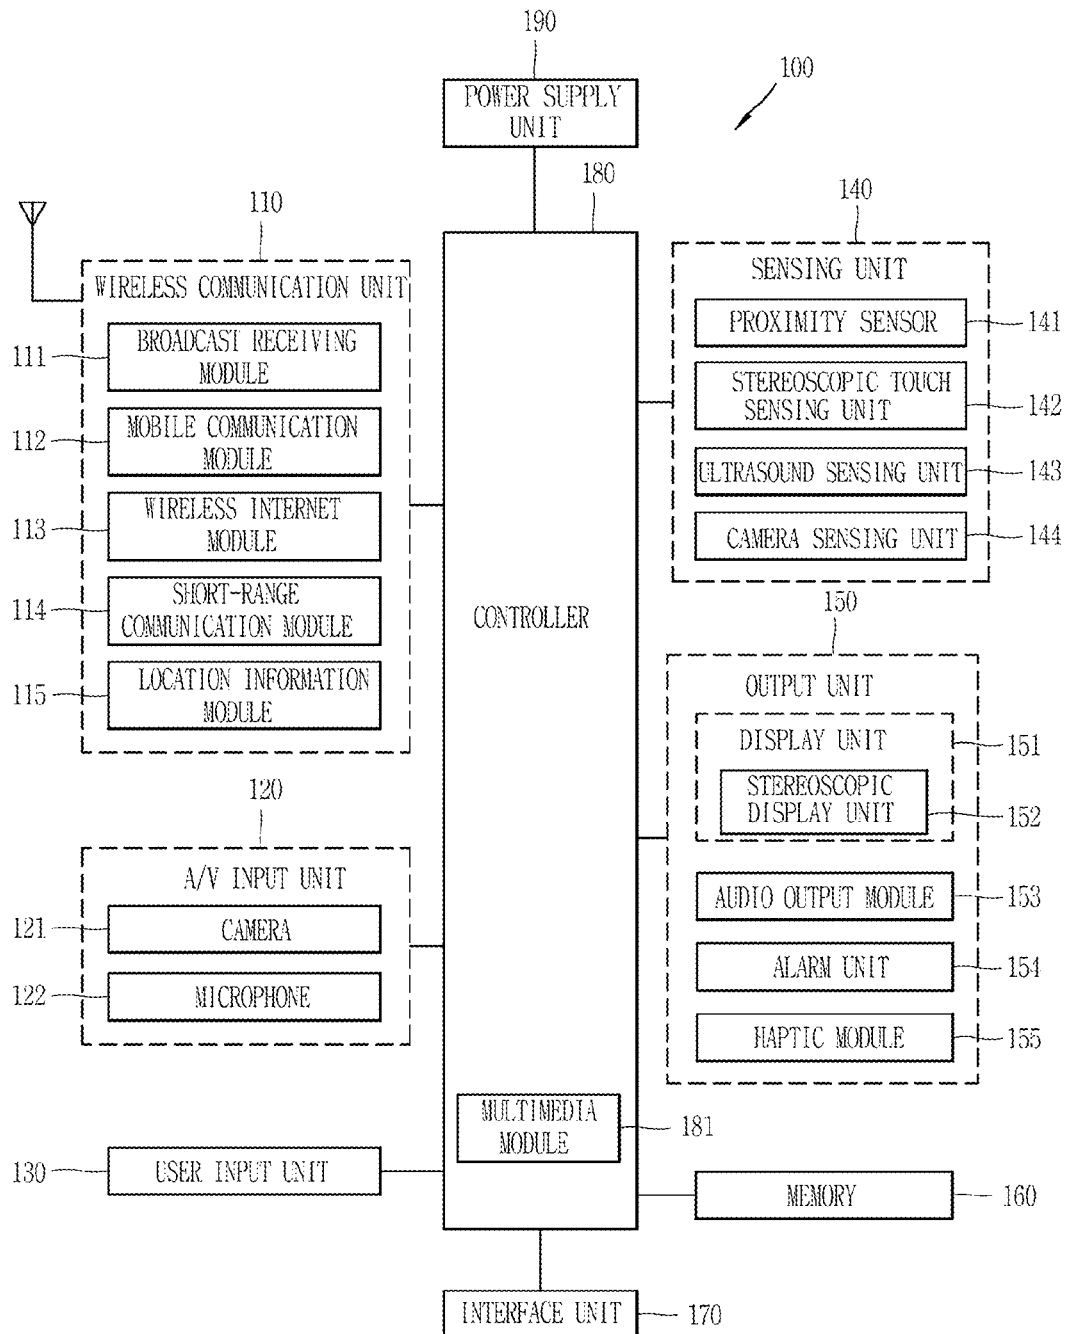 190
POWER SUPPLY
UNIT
100
180
110
WIRELESS COMMUNICATION UNIT
111
BROADCAST RECEIVING
MODULE
112
MOBILE COMMUNICATION
MODULE
113
WIRELESS INTERNET
MODULE
114
SHORT-RANGE
COMMUNICATION MODULE
115
LOCATION INFORMATION
MODULE
120
A/V INPUT UNIT
121
CAMERA
122
MICROPHONE
130
USER INPUT UNIT
CONTROLLER
MULTIMEDIA
MODULE
181
140
SENSING UNIT
PROXIMITY SENSOR
141
STEREOSCOPIC TOUCH
SENSING UNIT
142
ULTRASOUND SENSING UNIT
143
CAMERA SENSING UNIT
144
150
OUTPUT UNIT
DISPLAY UNIT
151
STEREOSCOPIC
DISPLAY UNIT
152
AUDIO OUTPUT MODULE
153
ALARM UNIT
154
HAPTIC MODULE
155
MEMORY
160
INTERFACE UNIT
170